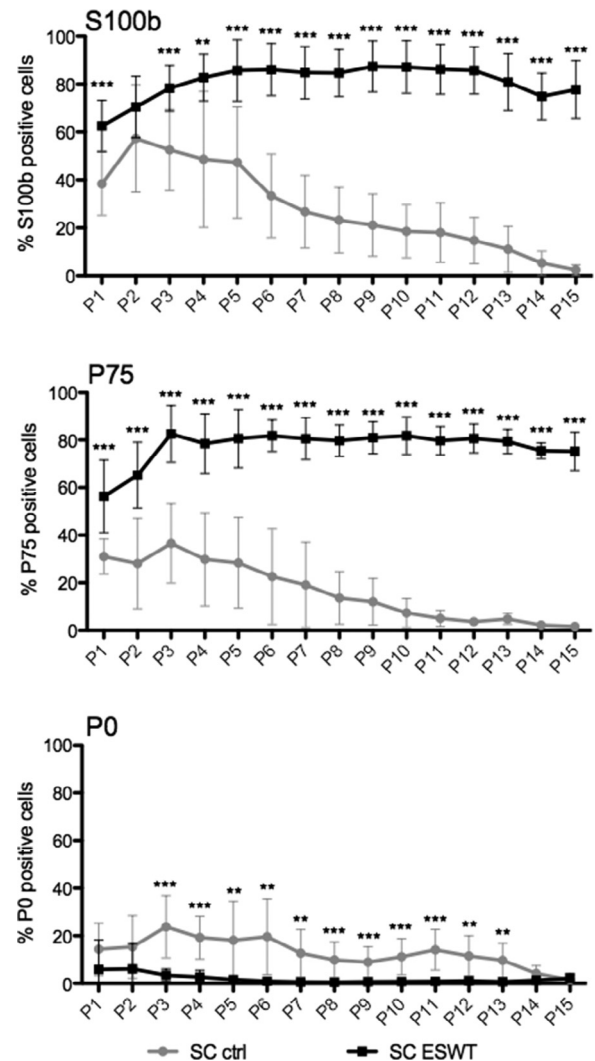 S100b
% S100b positive cells
100
80
60
40
20
0
*** *** ** *** *** *** *** *** *** *** *** *** *** ***
P1 P2 P3 P4 P5 P6 P7 P8 P9 P10 P11 P12 P13 P14 P15
P75
% P75 positive cells
100
80
60
40
20
0
*** *** *** *** *** *** *** *** *** *** *** *** *** *** ***
P1 P2 P3 P4 P5 P6 P7 P8 P9 P10 P11 P12 P13 P14 P15
P0
% P0 positive cells
100
80
60
40
20
0
*** *** ** ** ** *** *** *** *** ** **
P1 P2 P3 P4 P5 P6 P7 P8 P9 P10 P11 P12 P13 P14 P15
SC ctrl SC ESWT